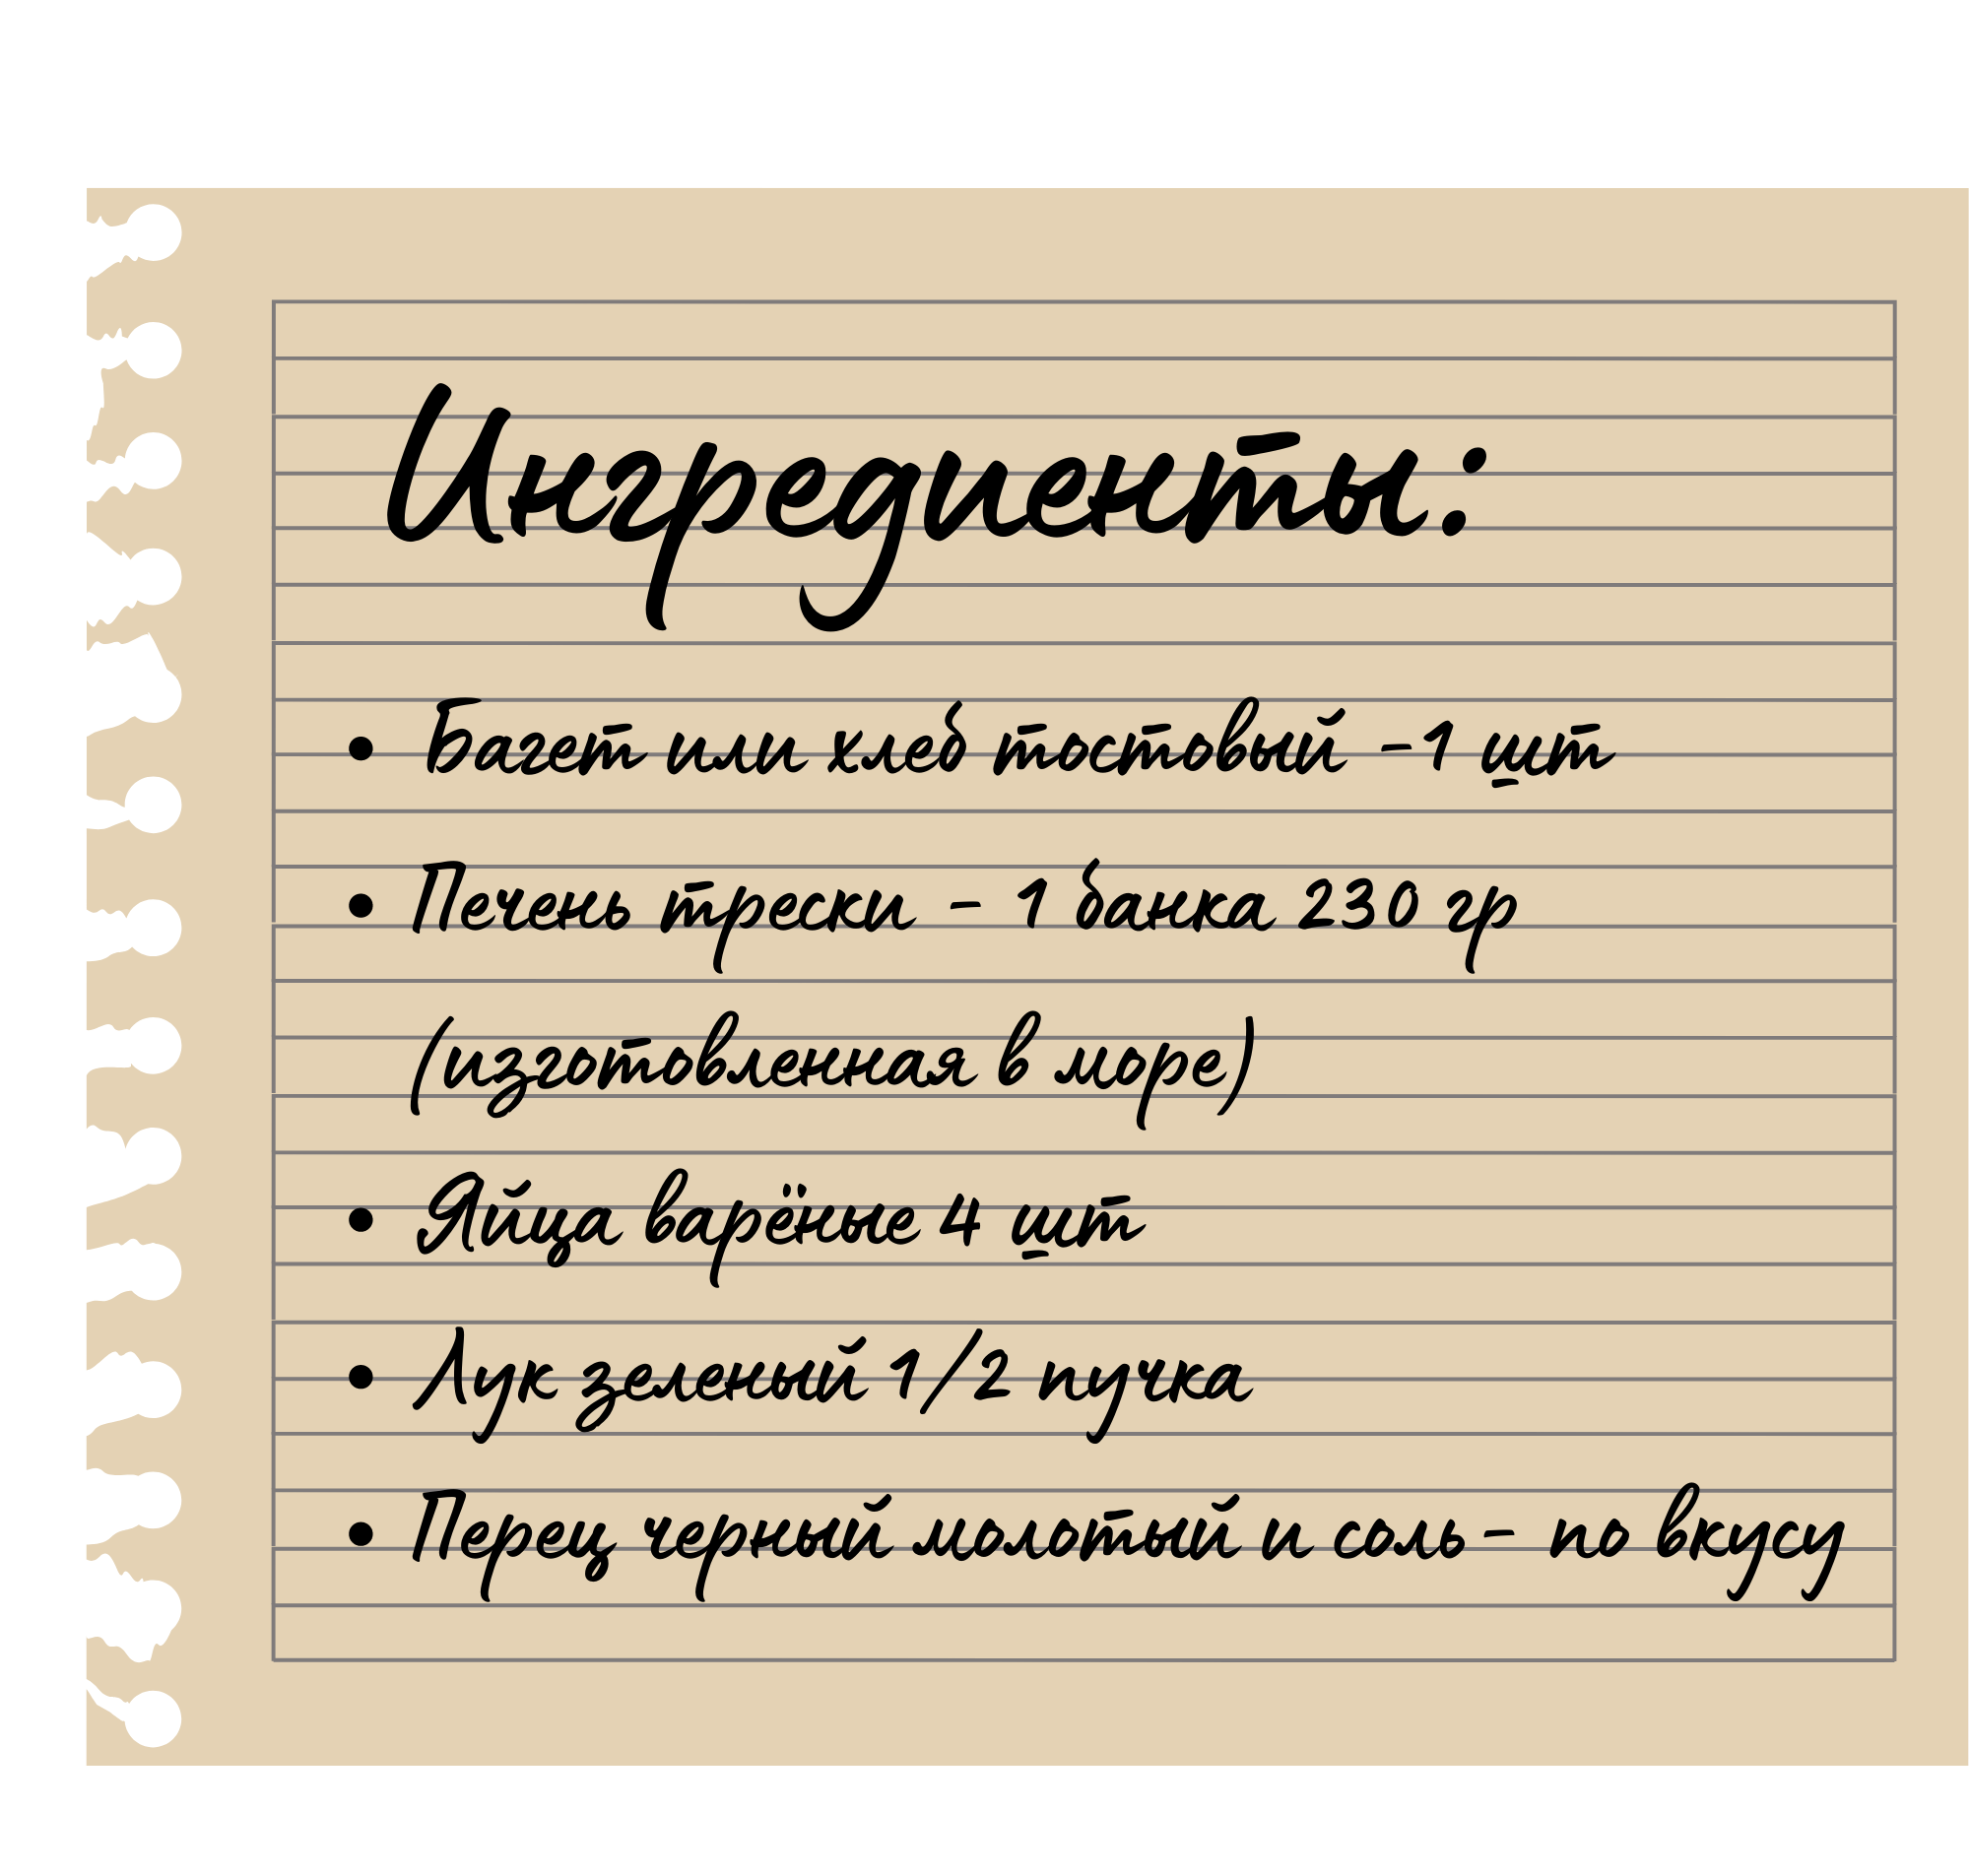 Ингредиенты:
• Багет или хлеб тостовый - 1 шт
• Печень трески - 1 банка 230 гр
(изготовленная в море)
• Яйца варёные 4 шт
• Лук зеленый 1/2 пучка
• Перец черный молотый и соль - по вкусу